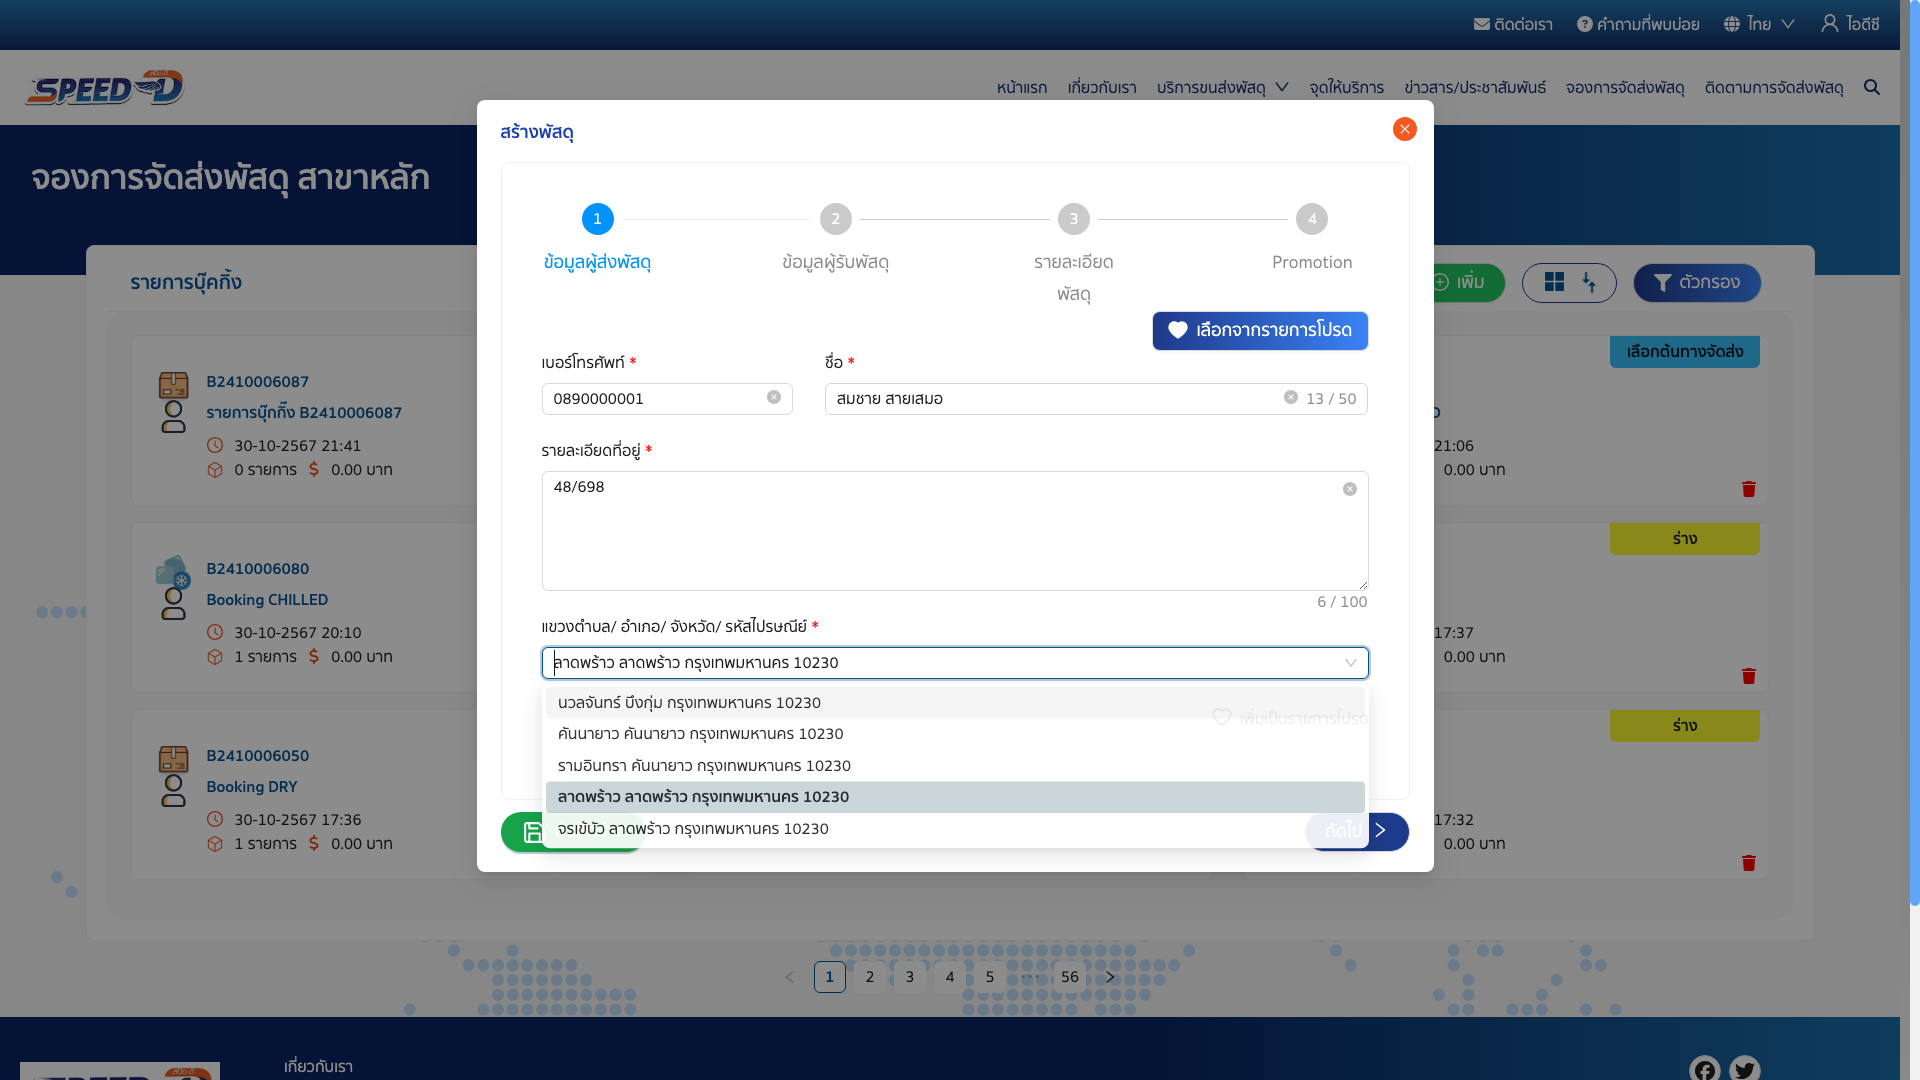 ติดต่อเรา คำถามที่พบบ่อย ไทย ไอดีซี
SPEED-D
หน้าแรก เกี่ยวกับเรา บริการขนส่งพัสดุ จุดให้บริการ ข่าวสาร/ประชาสัมพันธ์ จองการจัดส่งพัสดุ ติดตามการจัดส่งพัสดุ
จองการจัดส่งพัสดุ สาขาหลัก
สร้างพัสดุ
1 2 3 4
ข้อมูลผู้ส่งพัสดุ ข้อมูลผู้รับพัสดุ รายละเอียด Promotion
พัสดุ
รายการบุ๊คกิ้ง
เพิ่ม ตัวกรอง
เลือกจากรายการโปรด
เบอร์โทรศัพท์ * ชื่อ *
0890000001 สมชาย สายเสมอ 13 / 50
รายละเอียดที่อยู่ *
48/698
6 / 100
แขวงตำบล/ อำเภอ/ จังหวัด/ รหัสไปรษณีย์ *
ลาดพร้าว ลาดพร้าว กรุงเทพมหานคร 10230
นวลจันทร์ บึงกุ่ม กรุงเทพมหานคร 10230
เพิ่มเป็นรายการโปรด
คันนายาว คันนายาว กรุงเทพมหานคร 10230
รามอินทรา คันนายาว กรุงเทพมหานคร 10230
ลาดพร้าว ลาดพร้าว กรุงเทพมหานคร 10230
จรเข้บัว ลาดพร้าว กรุงเทพมหานคร 10230
ถัดไป
B2410006087
รายการบุ๊กกิ๊ง B2410006087
30-10-2567 21:41
0 รายการ 0.00 บาท
เลือกต้นทางจัดส่ง
21:06
0.00 บาท
B2410006080
Booking CHILLED
30-10-2567 20:10
1 รายการ 0.00 บาท
ร่าง
17:37
0.00 บาท
B2410006050
Booking DRY
30-10-2567 17:36
1 รายการ 0.00 บาท
ร่าง
17:32
0.00 บาท
1 2 3 4 5 ••• 56
เกี่ยวกับเรา